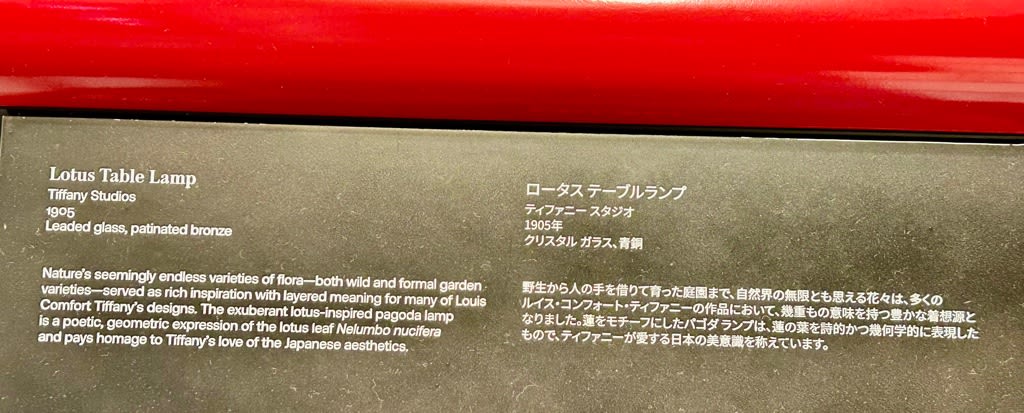 Lotus Table Lamp
Tiffany Studios
1905
Leaded glass, patinated bronze
Nature's seemingly endless varieties of flora—both wild and formal garden
varieties—served as rich inspiration with layered meaning for many of Louis
Comfort Tiffany's designs. The exuberant lotus-inspired pagoda lamp
is a poetic, geometric expression of the lotus leaf Nelumbo nucifera
and pays homage to Tiffany's love of the Japanese aesthetics.
ロータス テーブルランプ
ティファニー スタジオ
1905年
クリスタル ガラス、青銅
野生から人の手を借りて育った庭園まで、自然界の無限とも思える花々は、多くの
ルイス・コンフォート・ティファニーの作品において、幾重もの意味を持つ豊かな着想源と
なりました。蓮をモチーフにしたパゴダ ランプは、蓮の葉を詩的かつ幾何学的に表現した
もので、ティファニーが愛する日本の美意識を称えています。